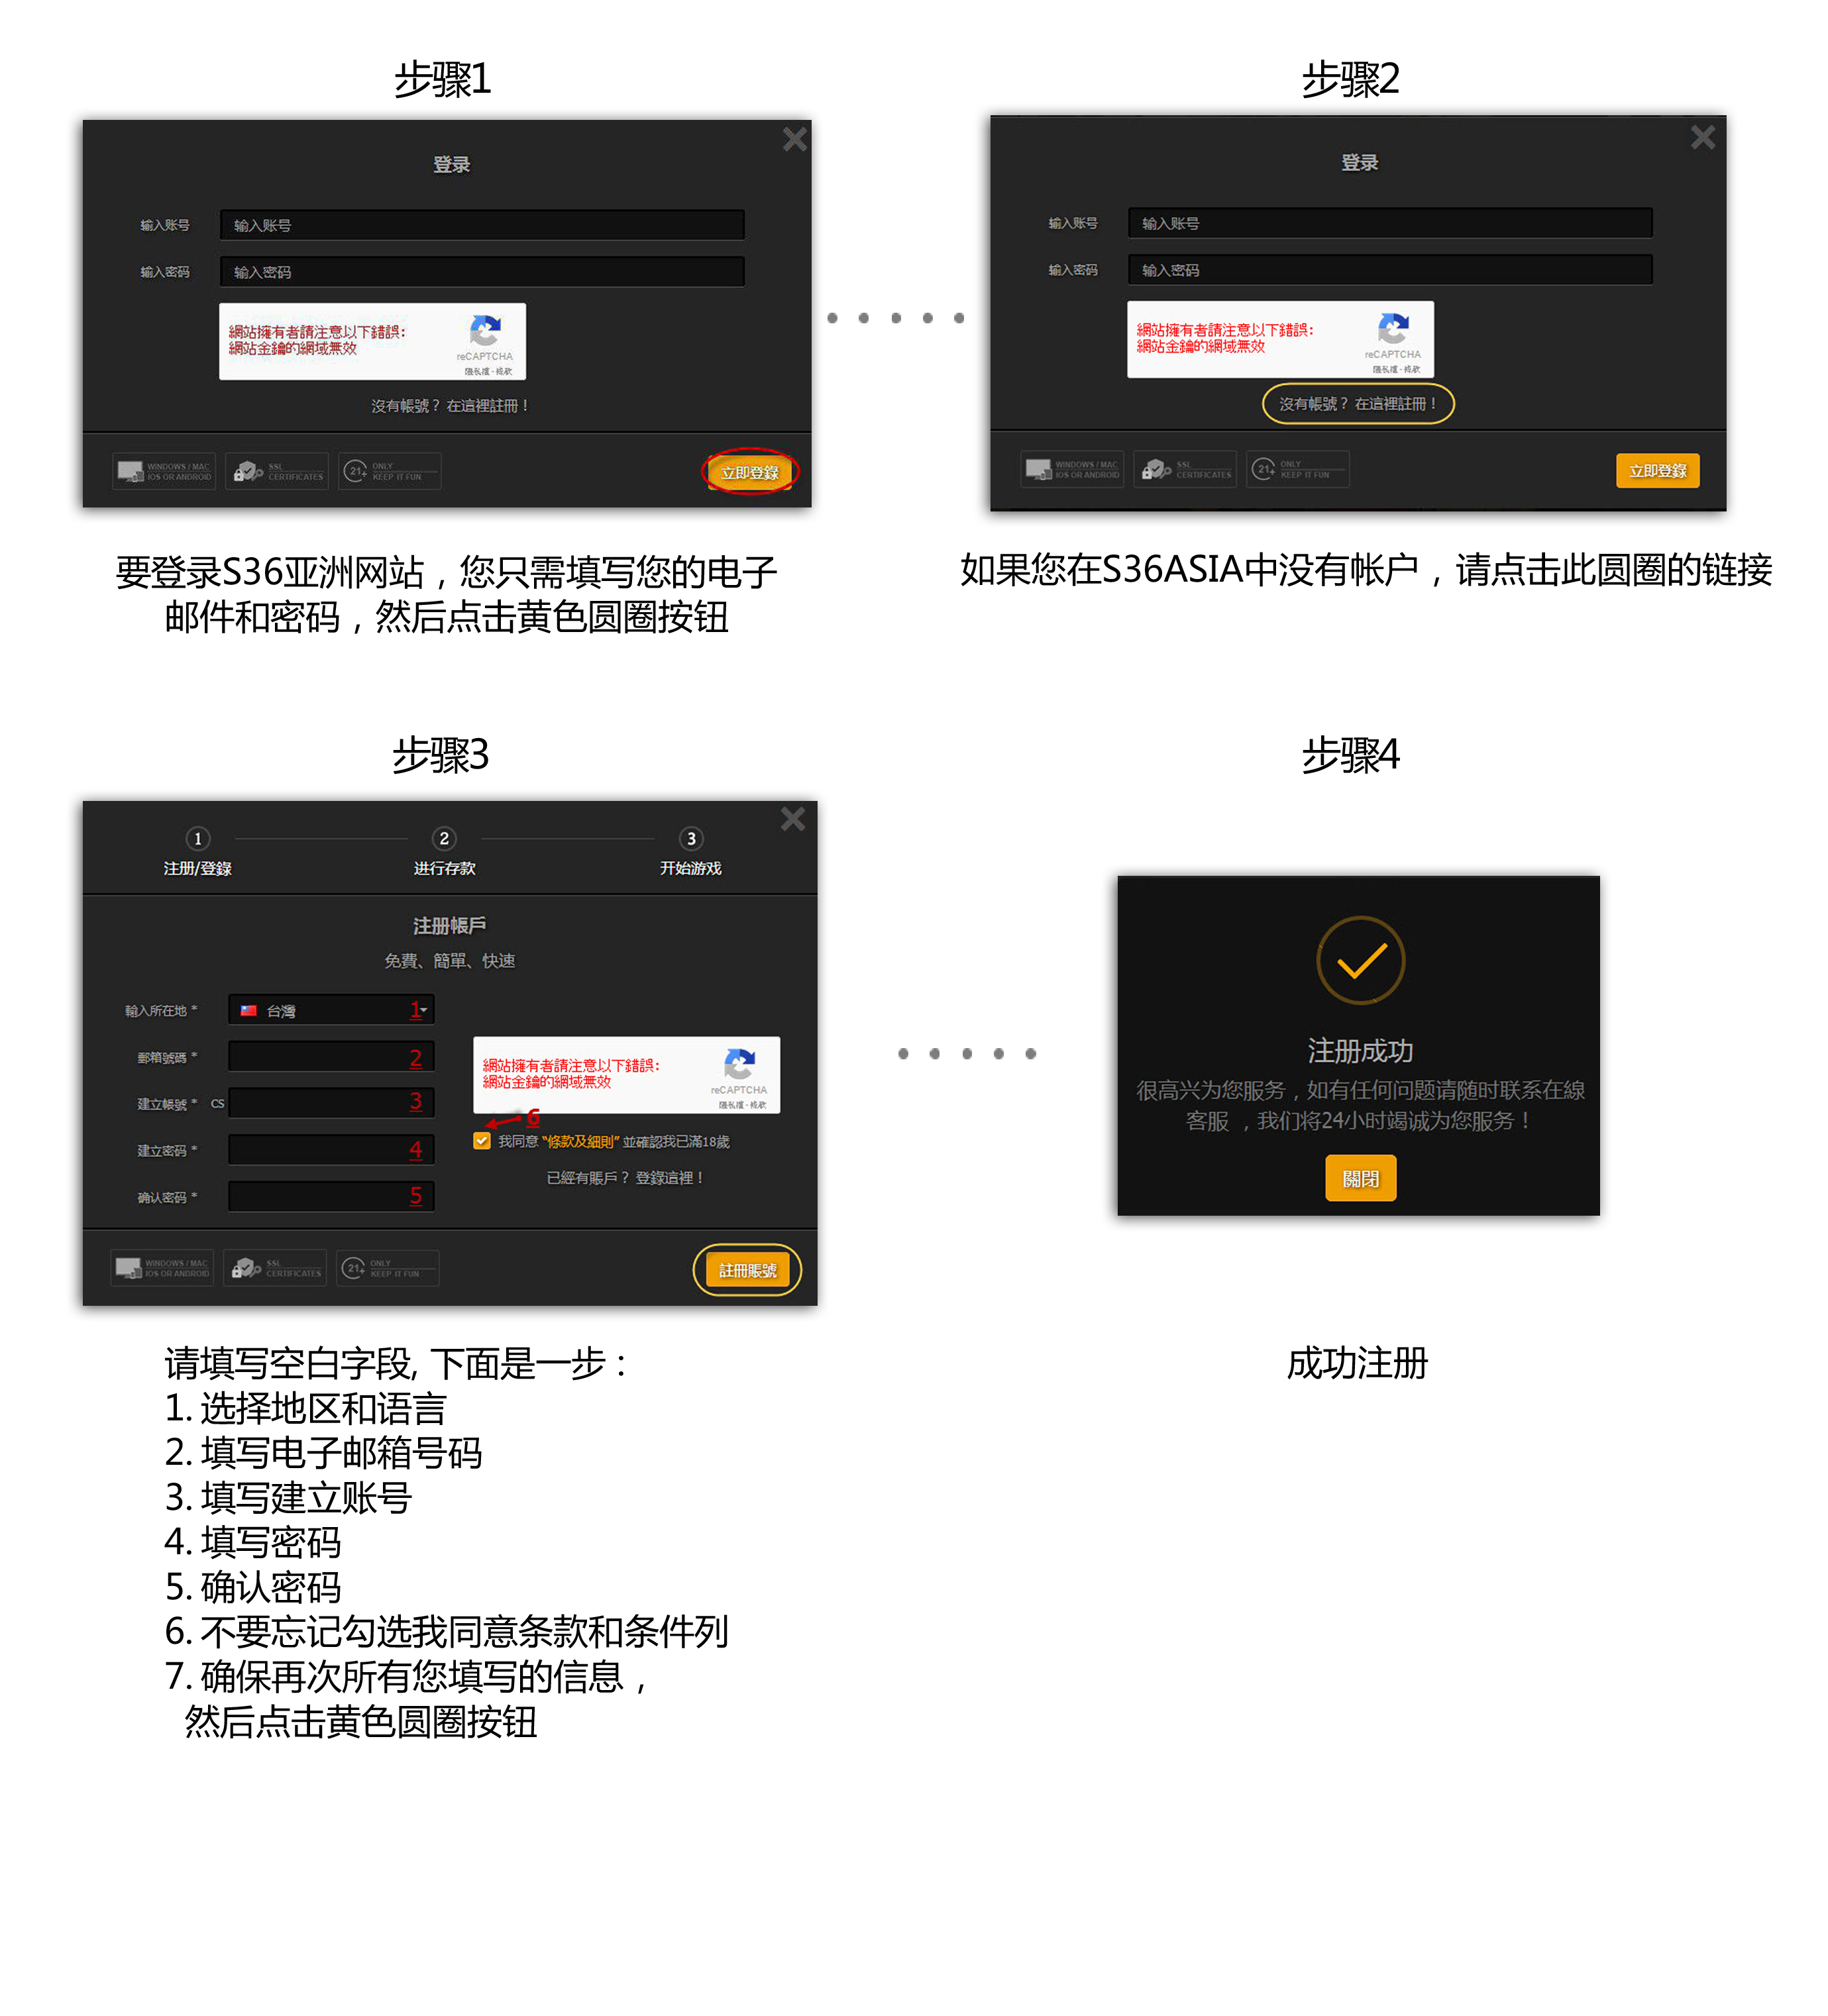 步骤1
登录
输入账号 输入账号
输入密码 输入密码
網站擁有者請注意以下錯誤：
網站金鑰的網域無效
reCAPTCHA
隱私權 - 條款
沒有帳號？ 在這裡註冊！
WINDOWS / MAC
IOS OR ANDROID
SSL
CERTIFICATES
21+
ONLY
KEEP IT FUN
立即登錄
要登录S36亚洲网站，您只需填写您的电子
邮件和密码，然后点击黄色圆圈按钮
步骤2
登录
输入账号 输入账号
输入密码 输入密码
網站擁有者請注意以下錯誤：
網站金鑰的網域無效
reCAPTCHA
隱私權 - 條款
沒有帳號？ 在這裡註冊！
WINDOWS / MAC
IOS OR ANDROID
SSL
CERTIFICATES
21+
ONLY
KEEP IT FUN
立即登錄
如果您在S36ASIA中没有帐户，请点击此圆圈的链接
步骤3
1 2 3
注册/登錄 进行存款 开始游戏
注册帳戶
免費、簡單、快速
輸入所在地 * 台灣 1
郵箱號碼 * 2
建立帳號 * CS 3
建立密码 * 4
确认密码 * 5
網站擁有者請注意以下錯誤：
網站金鑰的網域無效
reCAPTCHA
隱私權 - 條款
6
我同意 “條款及細則” 並確認我已滿18歲
已經有賬戶？ 登錄這裡！
WINDOWS / MAC
IOS OR ANDROID
SSL
CERTIFICATES
21+
ONLY
KEEP IT FUN
註冊賬號
请填写空白字段, 下面是一步：
1. 选择地区和语言
2. 填写电子邮箱号码
3. 填写建立账号
4. 填写密码
5. 确认密码
6. 不要忘记勾选我同意条款和条件列
7. 确保再次所有您填写的信息，
然后点击黄色圆圈按钮
步骤4
注册成功
很高兴为您服务，如有任何问题请随时联系在線
客服 ，我们将24小时竭诚为您服务！
關閉
成功注册